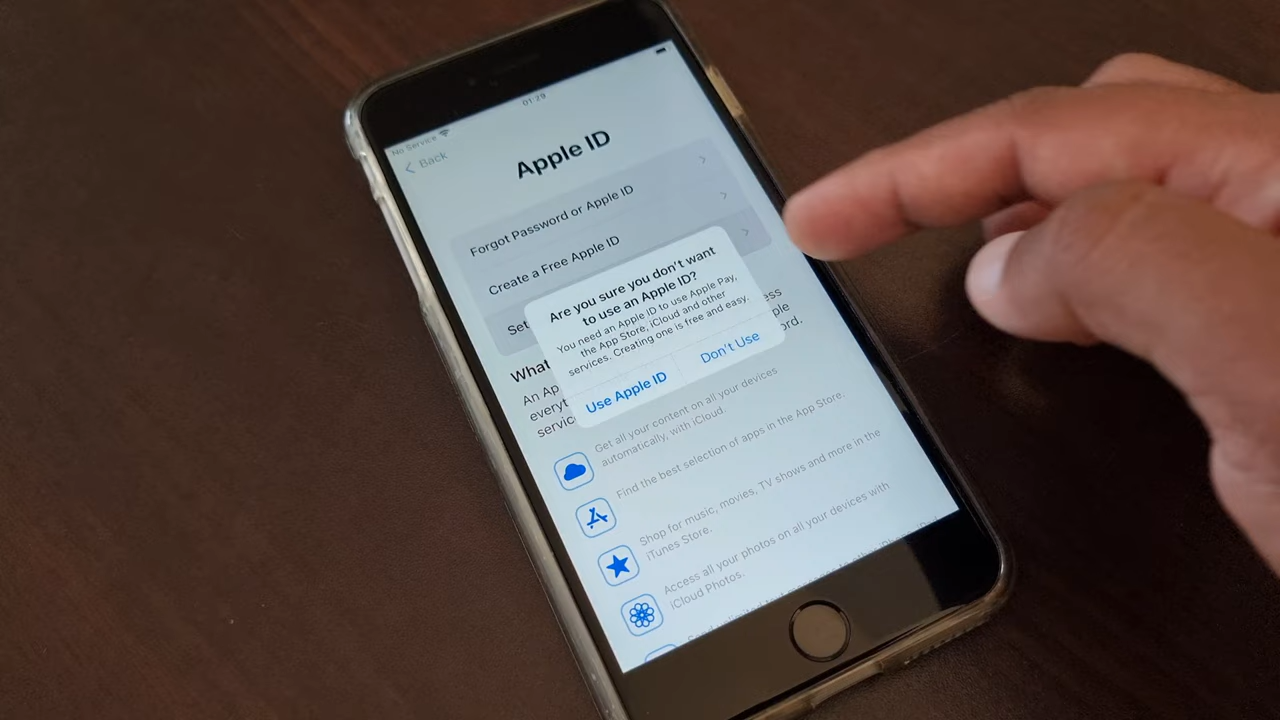 01:29
No Service
Back
Apple ID
Forgot Password or Apple ID
Create a Free Apple ID
Set
Are you sure you don't want
to use an Apple ID?
You need an Apple ID to use Apple Pay,
the App Store, iCloud and other
services. Creating one is free and easy.
Use Apple ID
Don't Use
What
An Ap
everyt
servic
ess
ple
ord.
Get all your content on all your devices
automatically, with iCloud.
Find the best selection of apps in the App Store.
Shop for music, movies, TV shows and more in the
iTunes Store.
Access all your photos on all your devices with
iCloud Photos.